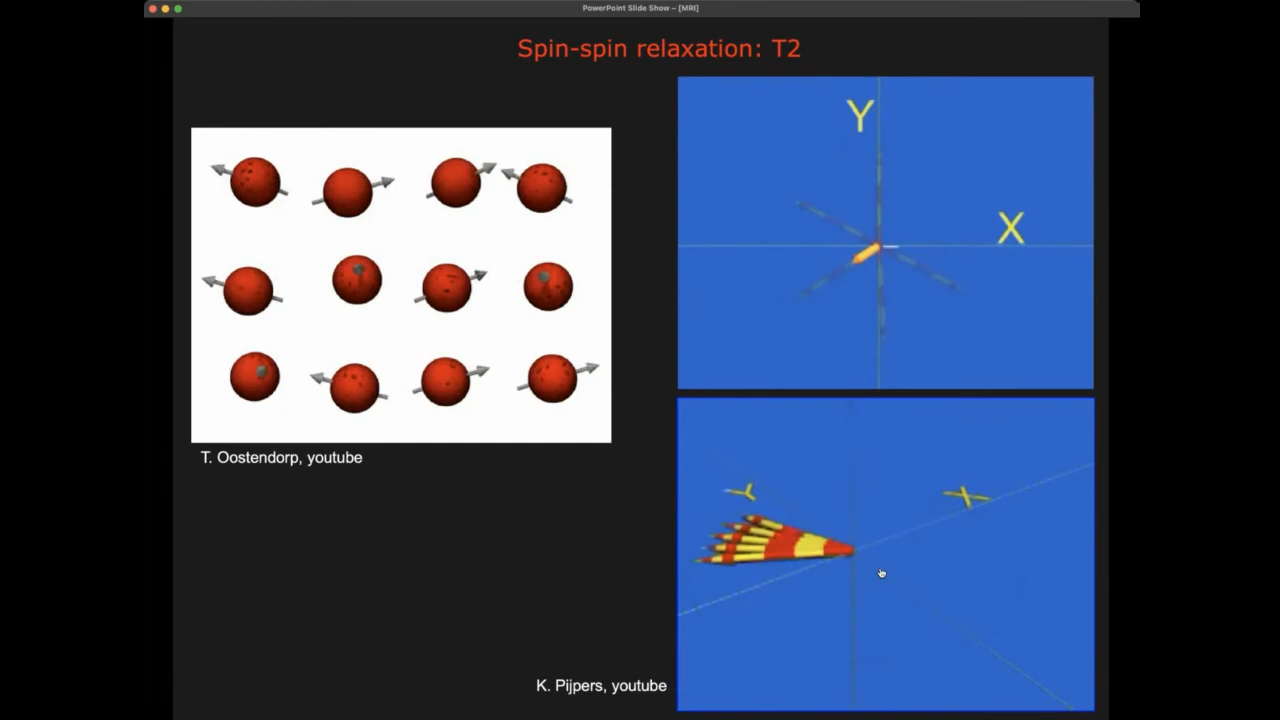 PowerPoint Slide Show – [MRI]
Spin-spin relaxation: T2
Y
X
T. Oostendorp, youtube
Y
X
K. Pijpers, youtube